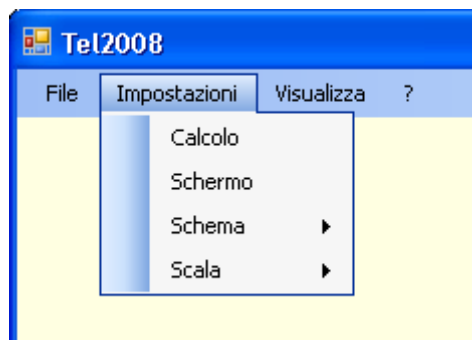 Tel2008
File Impostazioni Visualizza ?
Calcolo
Schermo
Schema
Scala